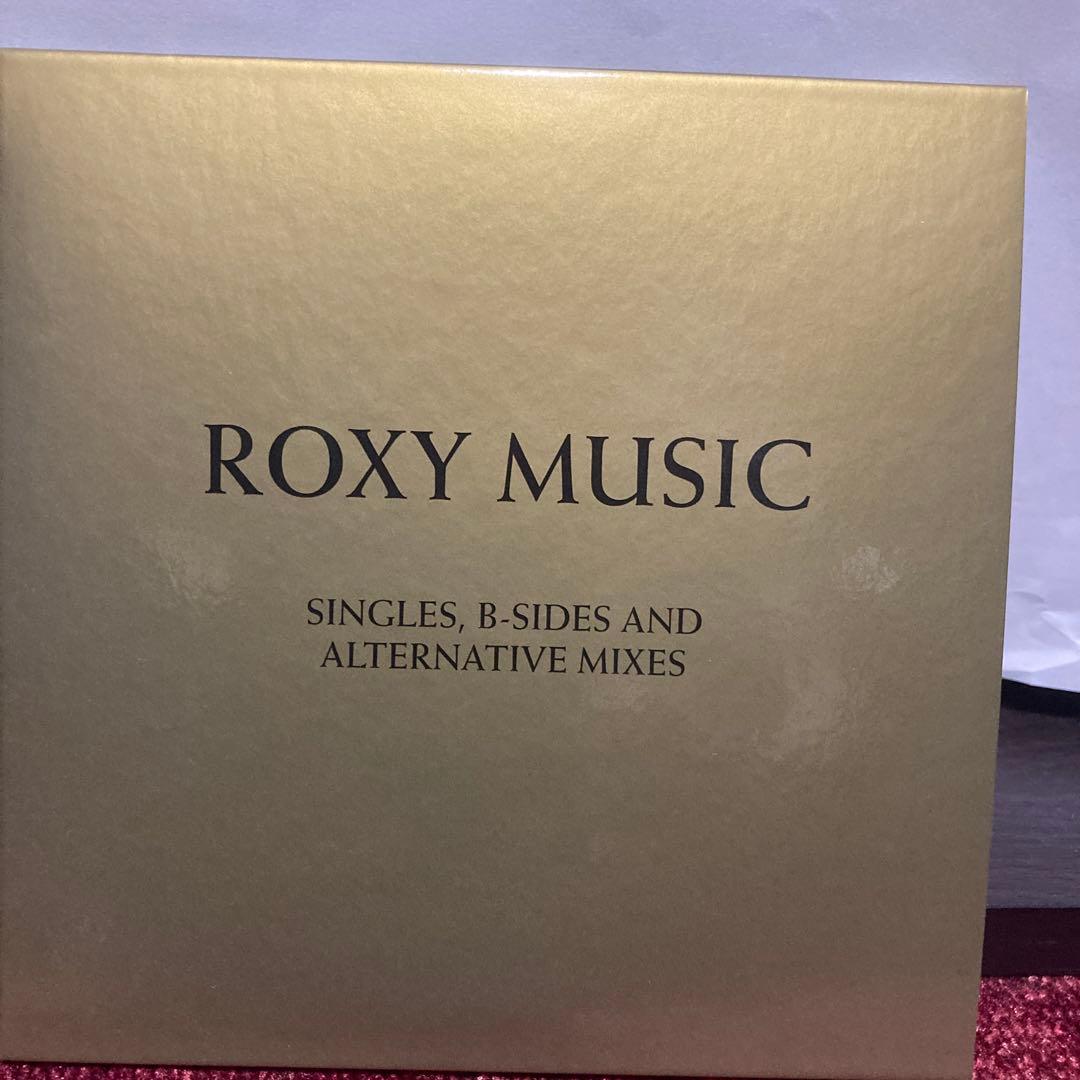 ROXY MUSIC
SINGLES, B-SIDES AND
ALTERNATIVE MIXES